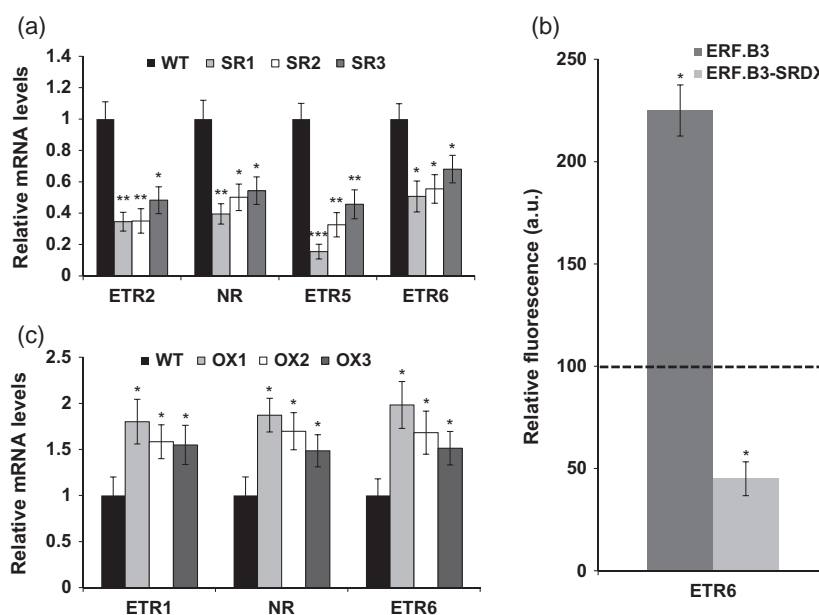 (a)
Relative mRNA levels
WT SR1 SR2 SR3
1.4
1.2
1
0.8
0.6
0.4
0.2
0
** ** *
** * *
*** ** **
* * *
ETR2 NR ETR5 ETR6
(b)
Relative fluorescence (a.u.)
ERF.B3
ERF.B3-SRDX
250
200
150
100
50
0
*
*
ETR6
(c)
Relative mRNA levels
WT OX1 OX2 OX3
2.5
2
1.5
1
0.5
0
* * *
* * *
* * *
ETR1 NR ETR6